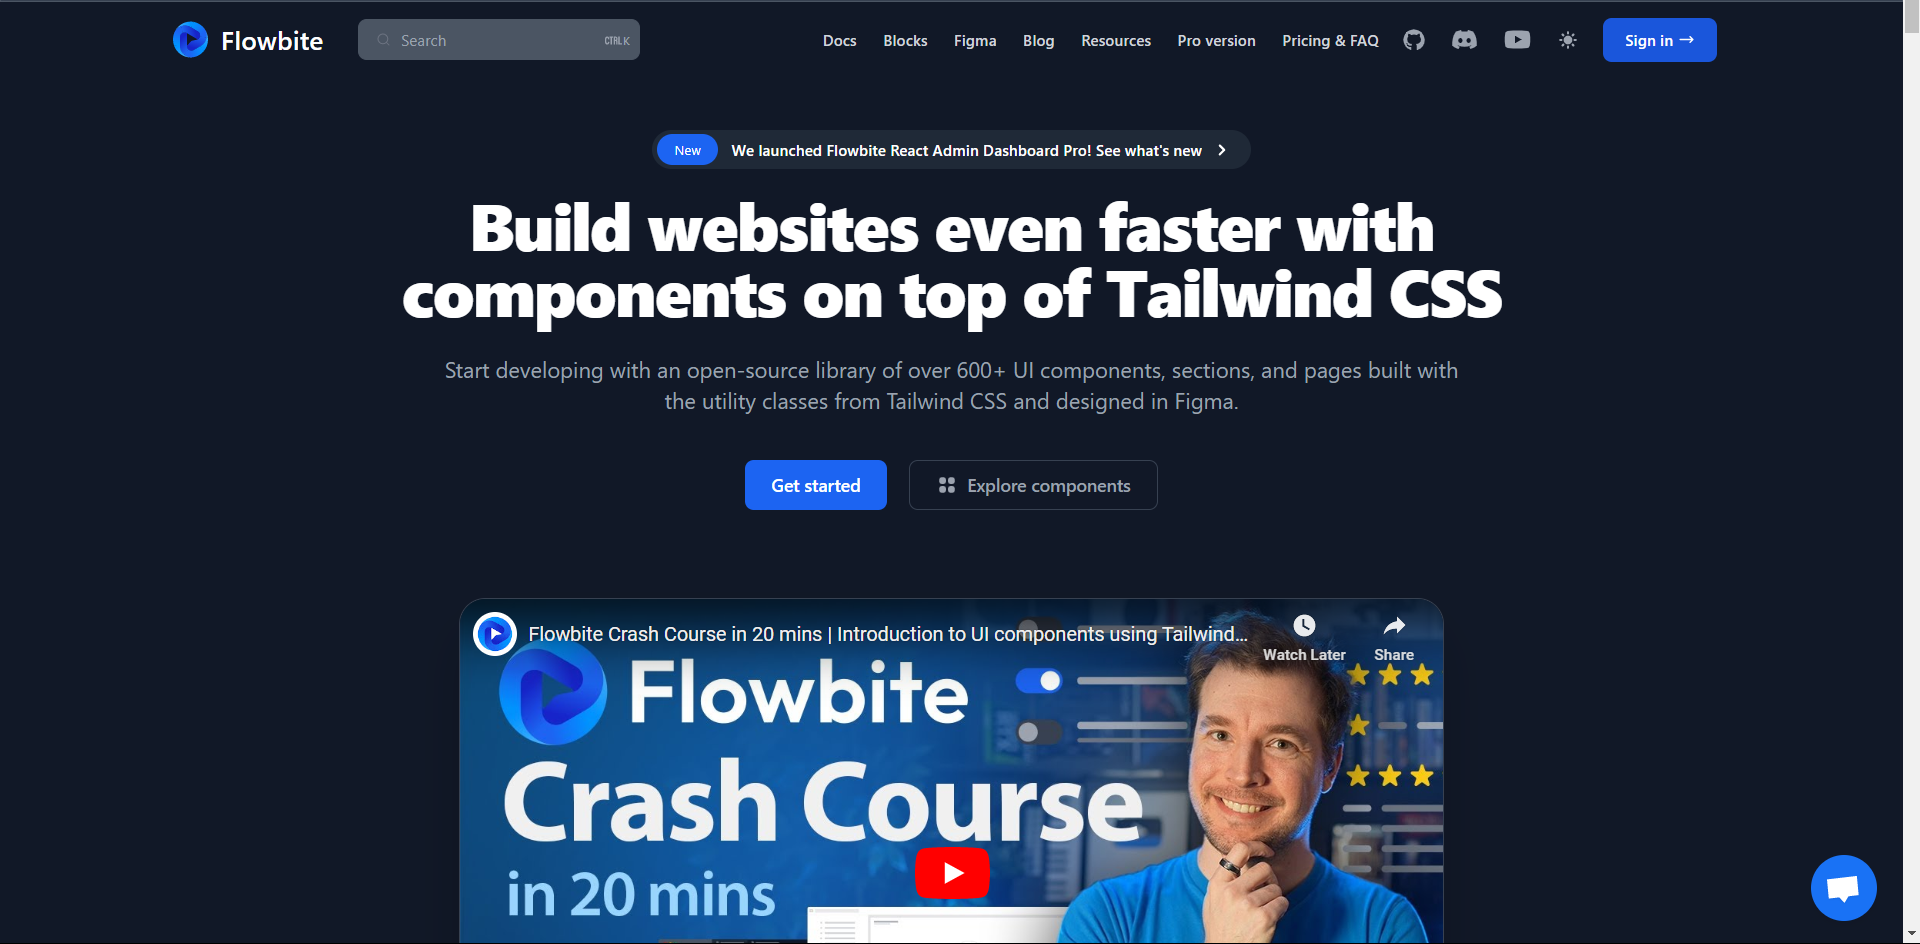 Flowbite
Search
CTRL K
Docs
Blocks
Figma
Blog
Resources
Pro version
Pricing & FAQ
Sign in →
New
We launched Flowbite React Admin Dashboard Pro! See what's new
Build websites even faster with
components on top of Tailwind CSS
Start developing with an open-source library of over 600+ UI components, sections, and pages built with
the utility classes from Tailwind CSS and designed in Figma.
Get started
Explore components
Flowbite Crash Course in 20 mins | Introduction to UI components using Tailwind...
Watch Later
Share
Flowbite
Crash Course
in 20 mins